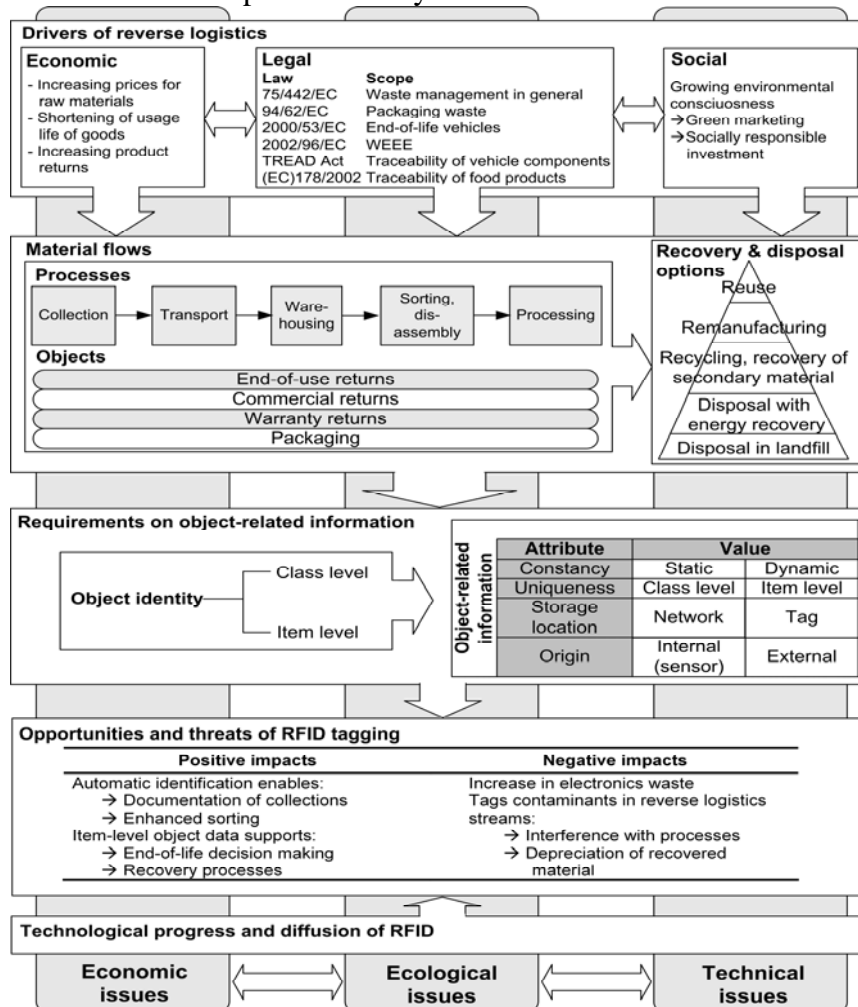 Drivers of reverse logistics
Economic
- Increasing prices for
raw materials
- Shortening of usage
life of goods
- Increasing product
returns
Legal
Law Scope
75/442/EC Waste management in general
94/62/EC Packaging waste
2000/53/EC End-of-life vehicles
2002/96/EC WEEE
TREAD Act Traceability of vehicle components
(EC)178/2002 Traceability of food products
Social
Growing environmental
consciuosness
→Green marketing
→Socially responsible
investment
Material flows
Processes
Collection
Transport
Ware-
housing
Sorting,
dis-
assembly
Processing
Objects
End-of-use returns
Commercial returns
Warranty returns
Packaging
Recovery & disposal
options
Reuse
Remanufacturing
Recycling, recovery of
secondary material
Disposal with
energy recovery
Disposal in landfill
Requirements on object-related information
Object identity
Class level
Item level
Object-related
information
Attribute Value
Constancy Static Dynamic
Uniqueness Class level Item level
Storage
location Network Tag
Origin Internal
(sensor) External
Opportunities and threats of RFID tagging
Positive impacts Negative impacts
Automatic identification enables:
→ Documentation of collections
→ Enhanced sorting
Item-level object data supports:
→ End-of-life decision making
→ Recovery processes
Increase in electronics waste
Tags contaminants in reverse logistics
streams:
→ Interference with processes
→ Depreciation of recovered
material
Technological progress and diffusion of RFID
Economic
issues
Ecological
issues
Technical
issues